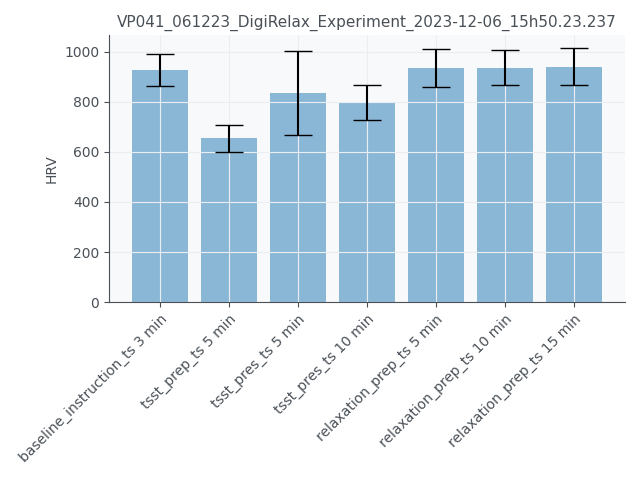 VP041_061223_DigiRelax_Experiment_2023-12-06_15h50.23.237
1000
800
600
400
200
0
HRV
baseline_instruction_ts 3 min
tsst_prep_ts 5 min
tsst_pres_ts 5 min
tsst_pres_ts 10 min
relaxation_prep_ts 5 min
relaxation_prep_ts 10 min
relaxation_prep_ts 15 min